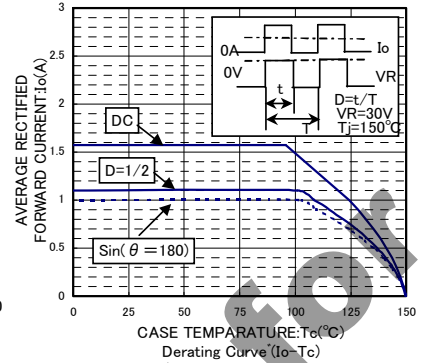 3
2.5
2
1.5
1
0.5
0
AVERAGE RECTIFIED
FORWARD CURRENT:Io(A)
0A
0V
Io
VR
t
T
D=t/T
VR=30V
Tj=150℃
DC
D=1/2
Sin(θ=180)
0 25 50 75 100 125 150
CASE TEMPARATURE:Tc(℃)
Derating Curve"(Io-Tc)
for